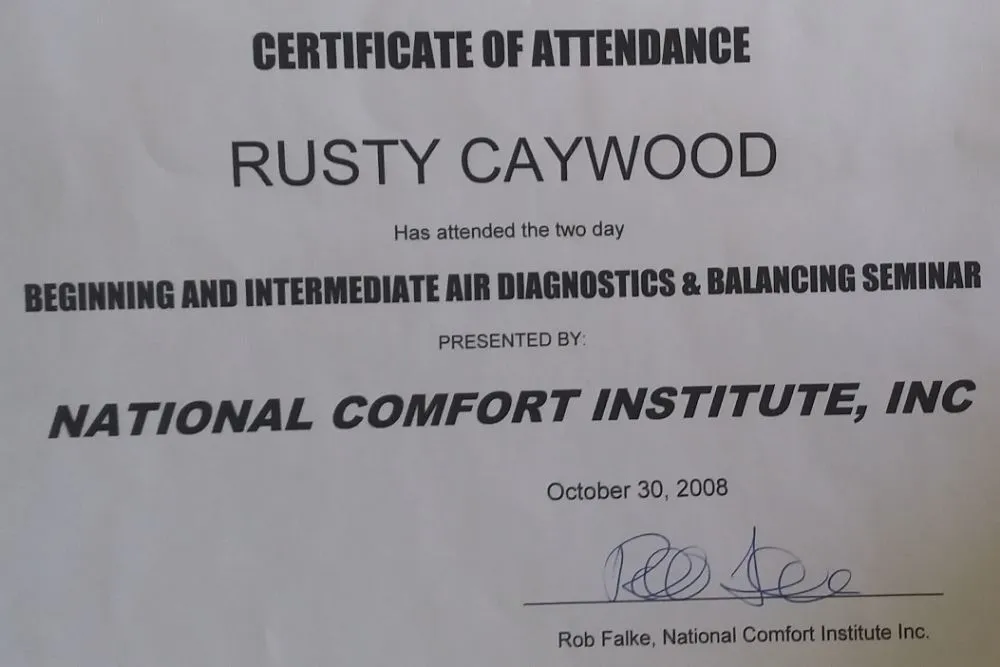 CERTIFICATE OF ATTENDANCE
RUSTY CAYWOOD
Has attended the two day
BEGINNING AND INTERMEDIATE AIR DIAGNOSTICS & BALANCING SEMINAR
PRESENTED BY:
NATIONAL COMFORT INSTITUTE, INC
October 30, 2008
Rob Falke, National Comfort Institute Inc.